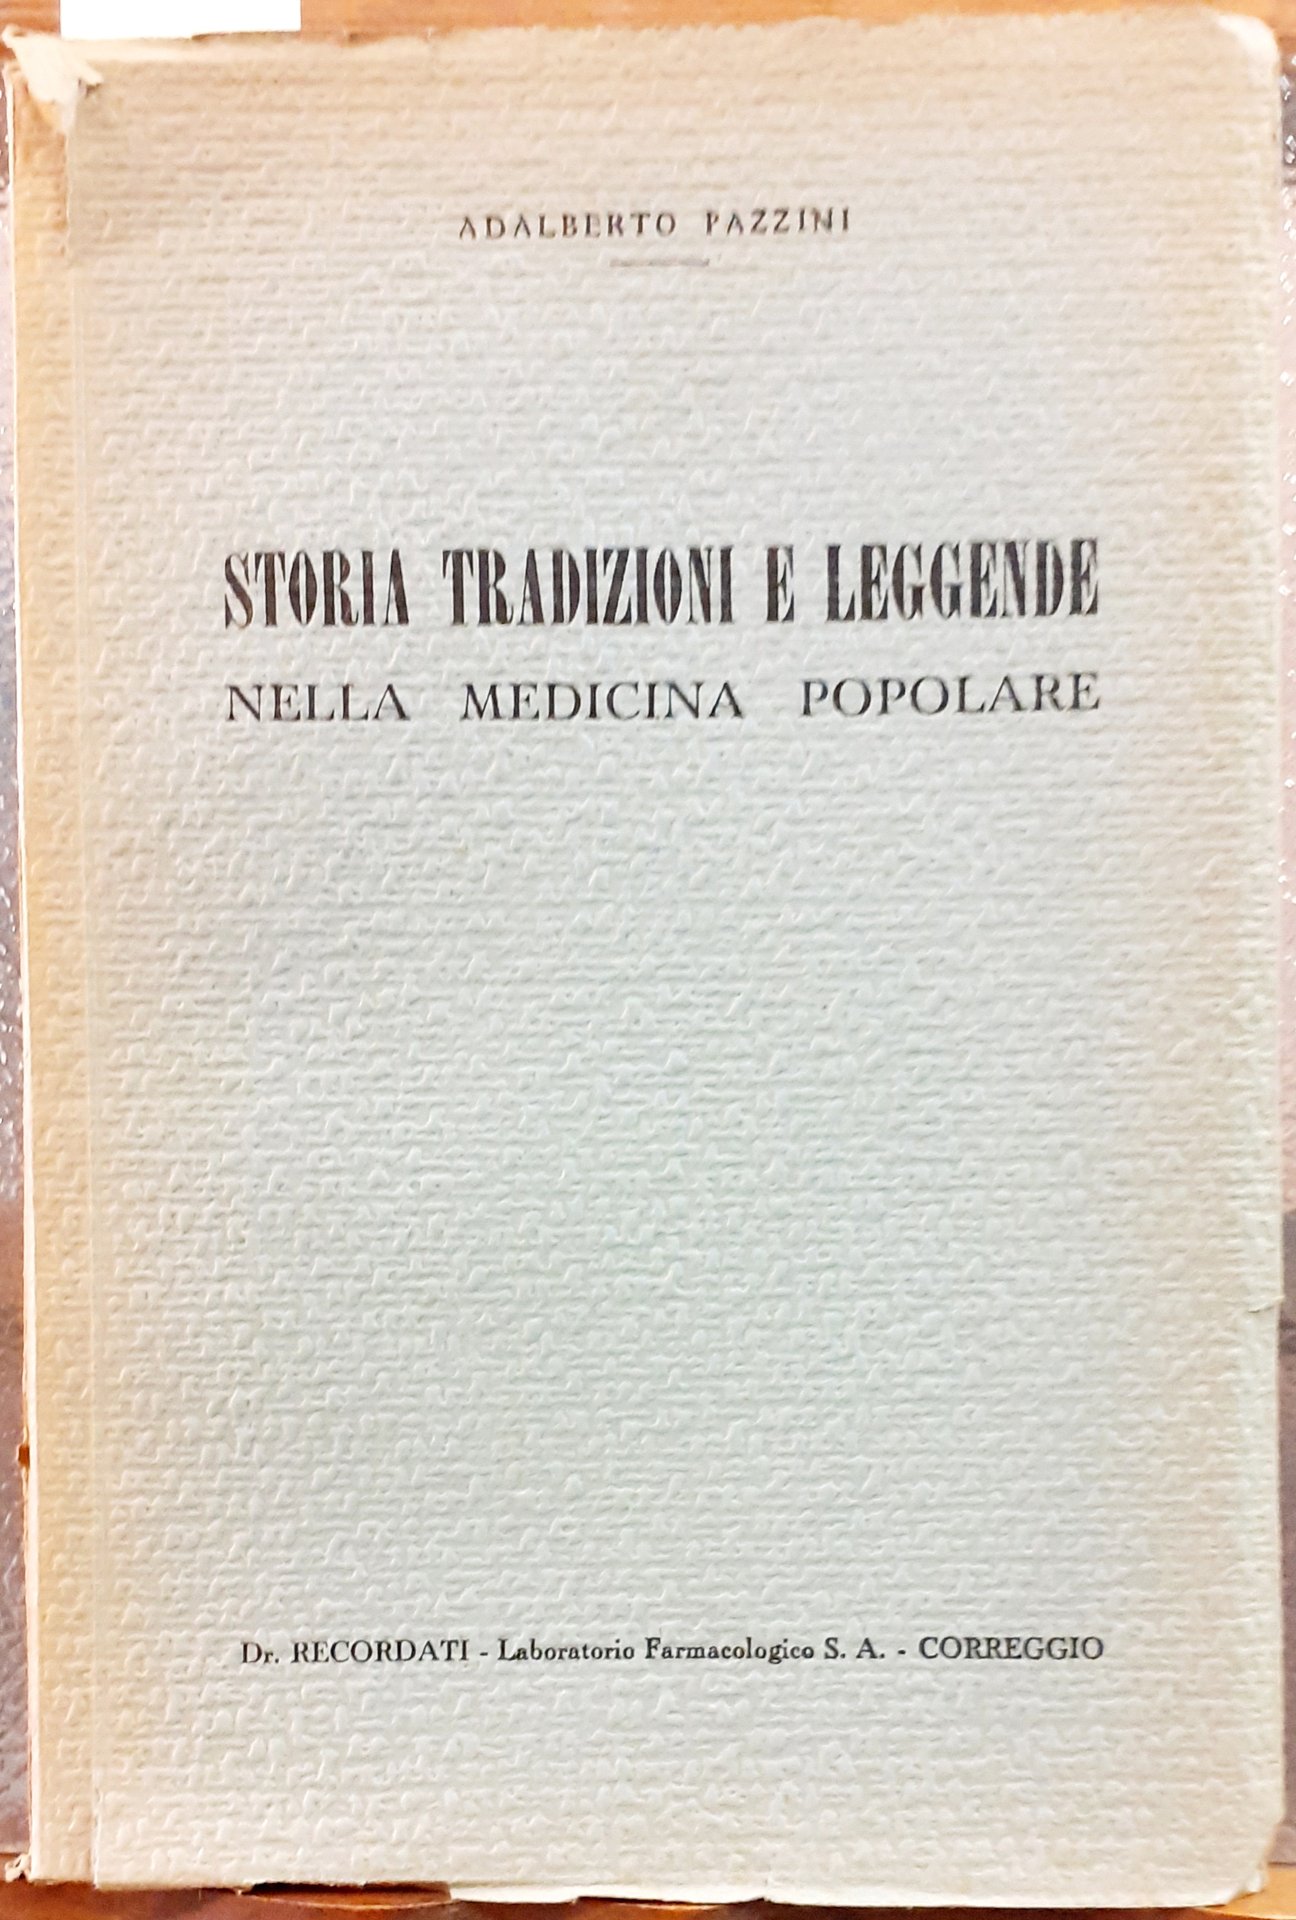 ADALBERTO PAZZINI
STORIA TRADIZIONI E LEGGENDE
NELLA MEDICINA POPOLARE
Dr. RECORDATI - Laboratorio Farmacologico S. A. - CORREGGIO